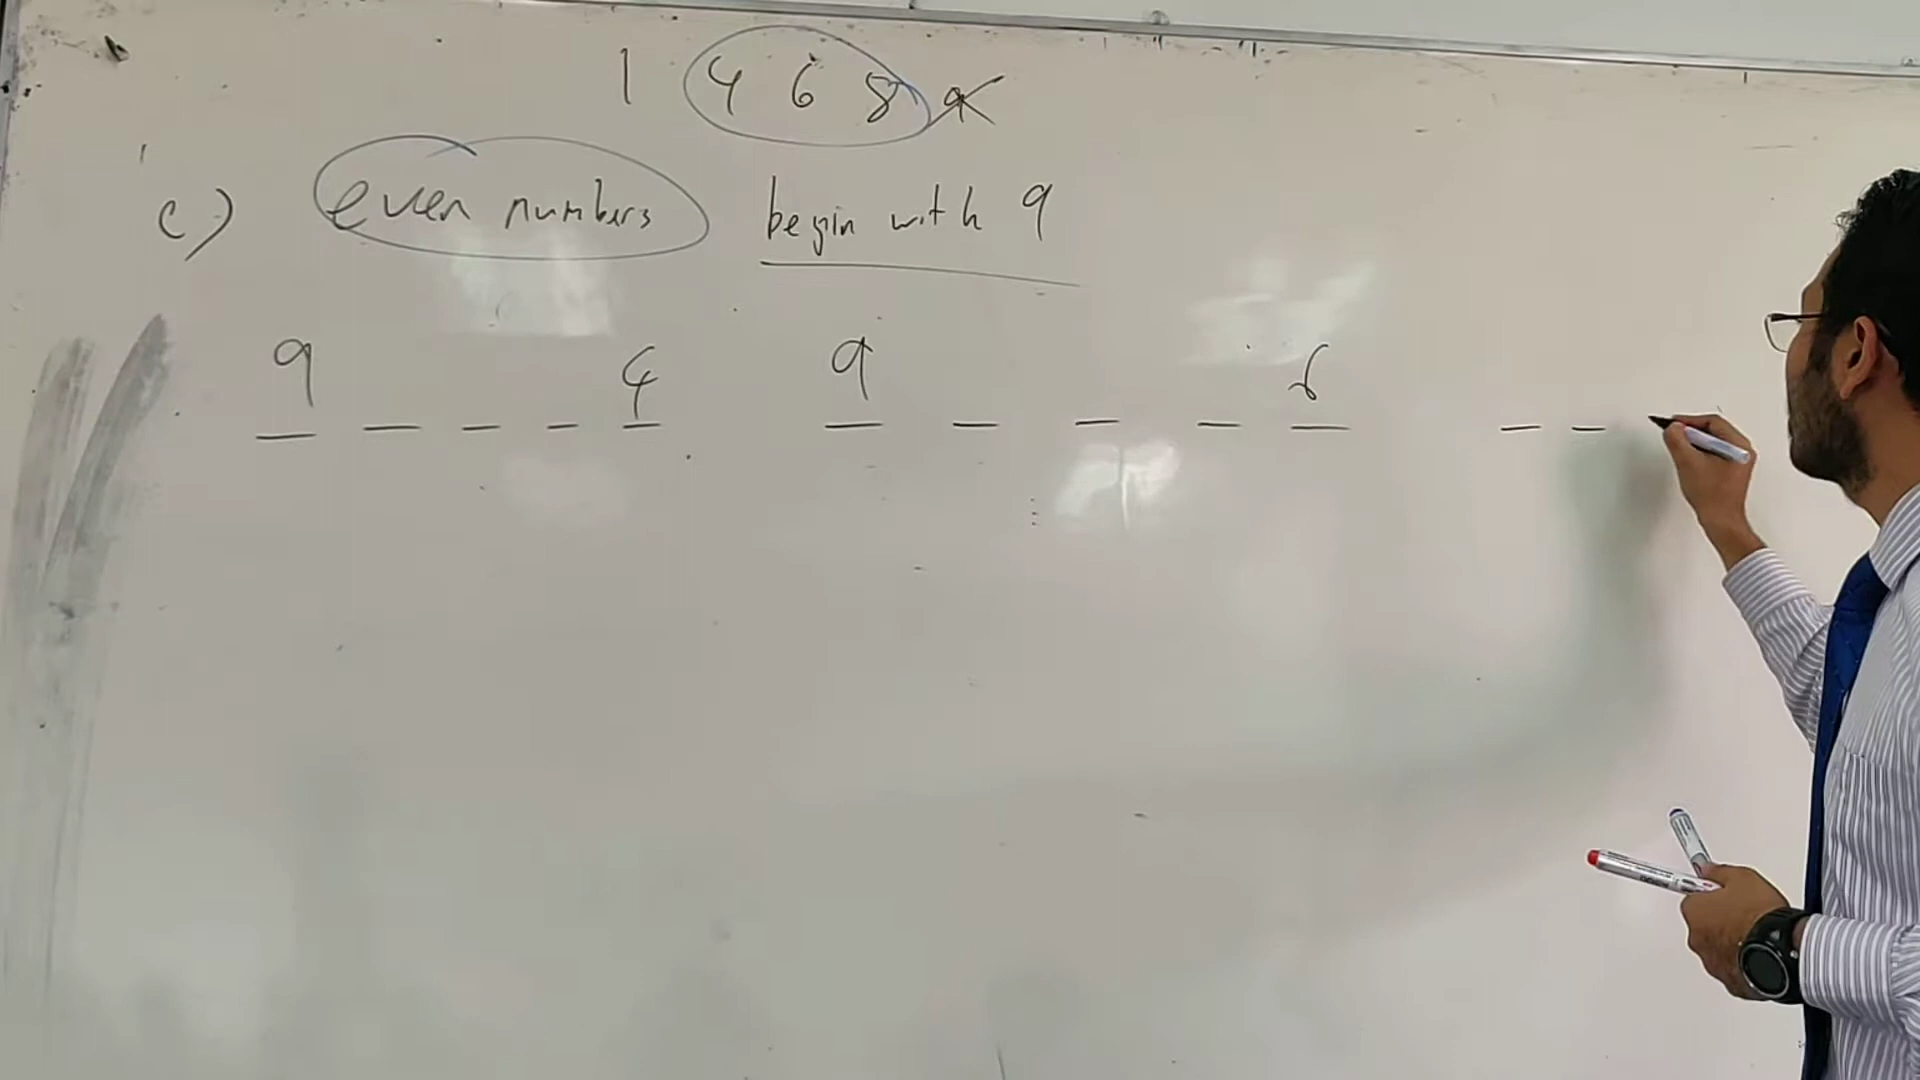 1 4 6 8 9
c) even numbers begin with 9
9 _ _ _ 4 9 _ _ _ 6 _ _